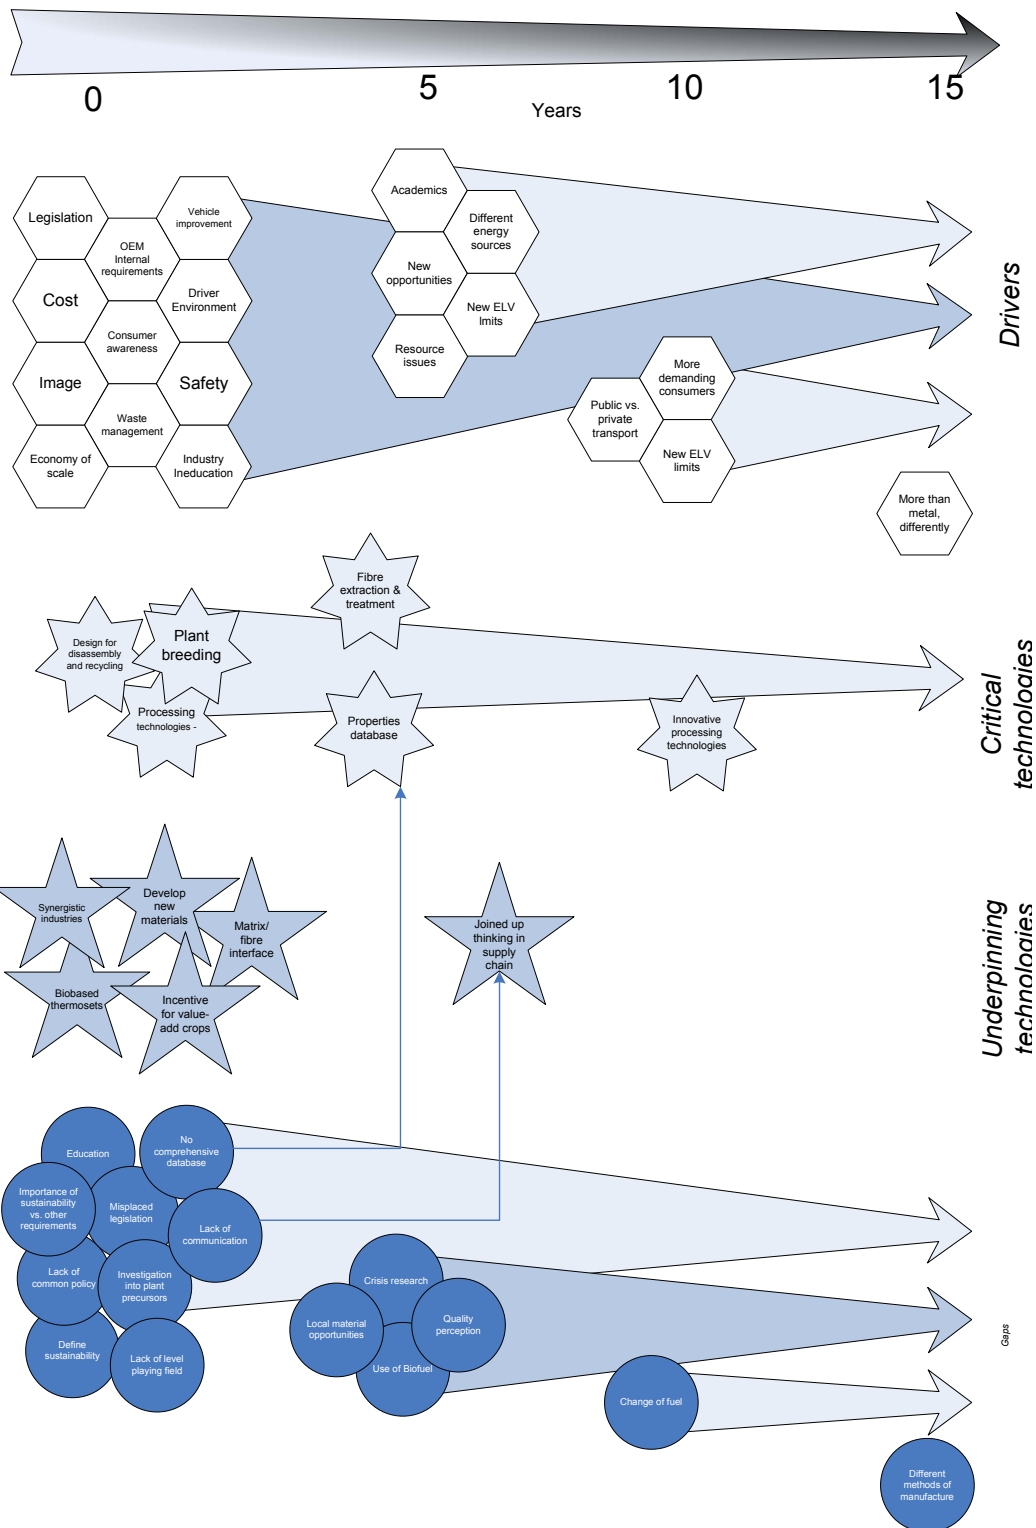 0
5
10
15
Years
Legislation
Vehicle
improvement
OEM
Internal
requirements
Cost
Driver
Environment
Consumer
awareness
Image
Safety
Waste
management
Economy of
scale
Industry
Ineducation
Academics
Different
energy
sources
New
opportunities
New ELV
lmits
Resource
issues
More
demanding
consumers
Public vs.
private
transport
New ELV
limits
More than
metal,
differently
Drivers
Fibre
extraction &
treatment
Design for
disassembly
and recycling
Plant
breeding
Processing
technologies -
Properties
database
Innovative
processing
technologies
Critical
technologies
Synergistic
industries
Develop
new
materials
Matrix/
fibre
interface
Biobased
thermosets
Incentive
for value-
add crops
Joined up
thinking in
supply
chain
Underpinning
technologies
Education
No
comprehensive
database
Importance of
sustainability
vs. other
requirements
Misplaced
legislation
Lack of
communication
Lack of
common policy
Investigation
into plant
precursors
Define
sustainability
Lack of level
playing field
Crisis research
Local material
opportunities
Quality
perception
Use of Biofuel
Change of fuel
Different
methods of
manufacture
Gaps